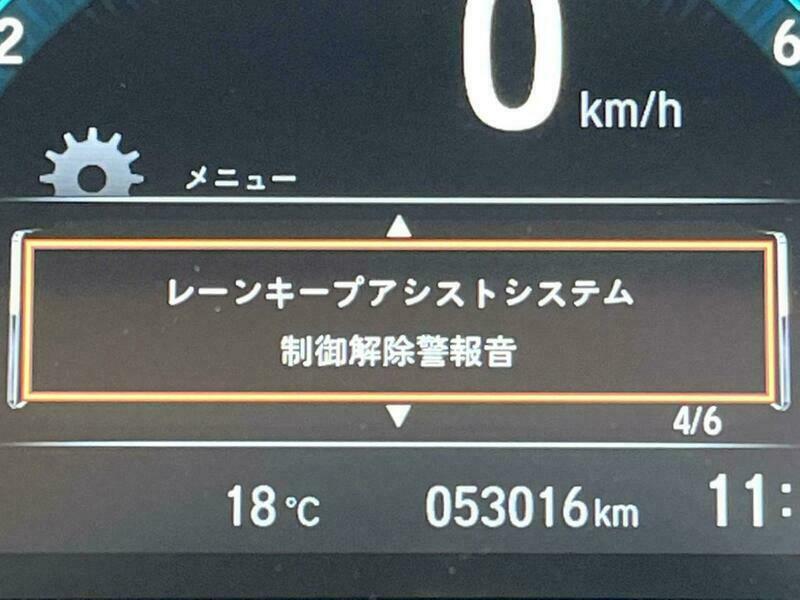 2
6
0 km/h
メニュー
レーンキープアシストシステム
制御解除警報音
4/6
18℃ 053016km 11: